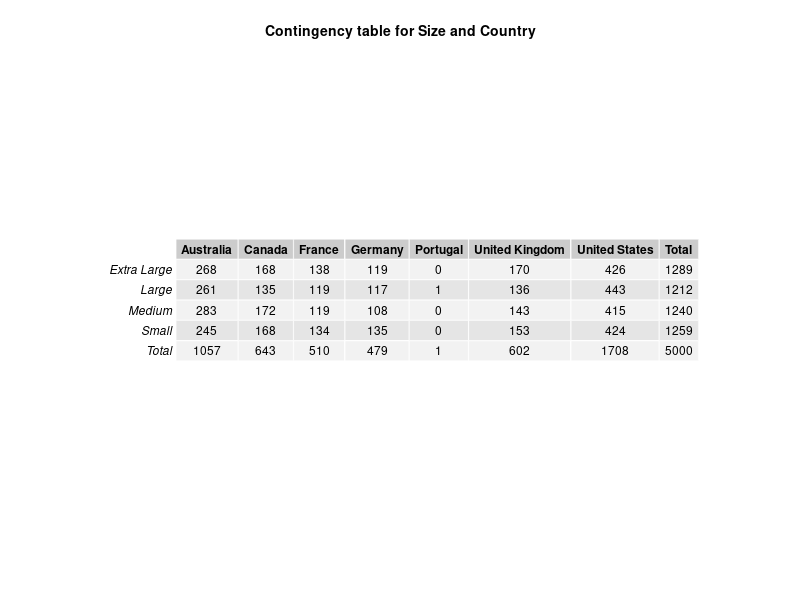 Contingency table for Size and Country
Australia Canada France Germany Portugal United Kingdom United States Total
Extra Large 268 168 138 119 0 170 426 1289
Large 261 135 119 117 1 136 443 1212
Medium 283 172 119 108 0 143 415 1240
Small 245 168 134 135 0 153 424 1259
Total 1057 643 510 479 1 602 1708 5000